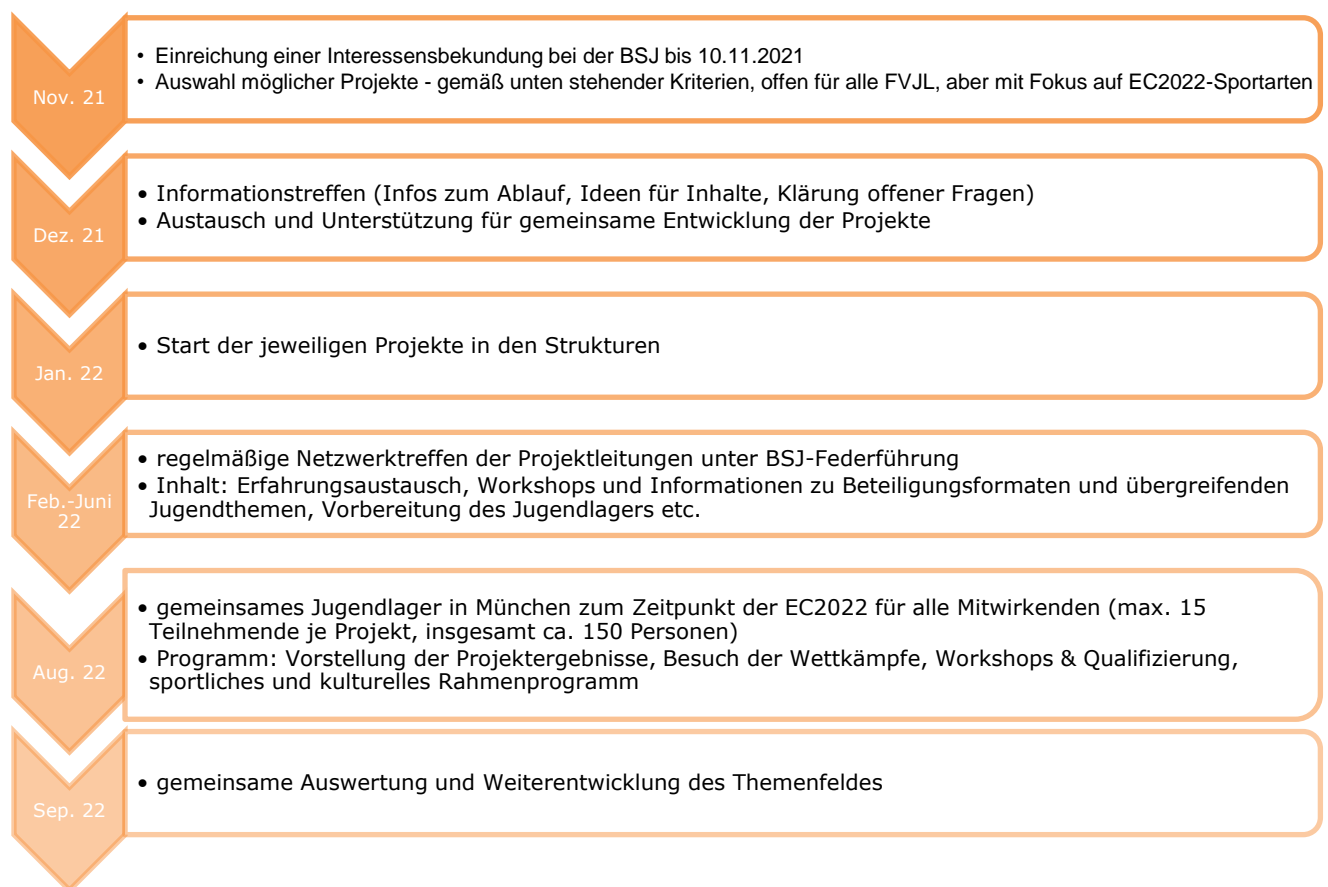 Nov. 21
• Einreichung einer Interessensbekundung bei der BSJ bis 10.11.2021
• Auswahl möglicher Projekte - gemäß unten stehender Kriterien, offen für alle FVJL, aber mit Fokus auf EC2022-Sportarten
Dez. 21
• Informationstreffen (Infos zum Ablauf, Ideen für Inhalte, Klärung offener Fragen)
• Austausch und Unterstützung für gemeinsame Entwicklung der Projekte
Jan. 22
• Start der jeweiligen Projekte in den Strukturen
Feb.-Juni
22
• regelmäßige Netzwerktreffen der Projektleitungen unter BSJ-Federführung
• Inhalt: Erfahrungsaustausch, Workshops und Informationen zu Beteiligungsformaten und übergreifenden
Jugendthemen, Vorbereitung des Jugendlagers etc.
Aug. 22
• gemeinsames Jugendlager in München zum Zeitpunkt der EC2022 für alle Mitwirkenden (max. 15
Teilnehmende je Projekt, insgesamt ca. 150 Personen)
• Programm: Vorstellung der Projektergebnisse, Besuch der Wettkämpfe, Workshops & Qualifizierung,
sportliches und kulturelles Rahmenprogramm
Sep. 22
• gemeinsame Auswertung und Weiterentwicklung des Themenfeldes